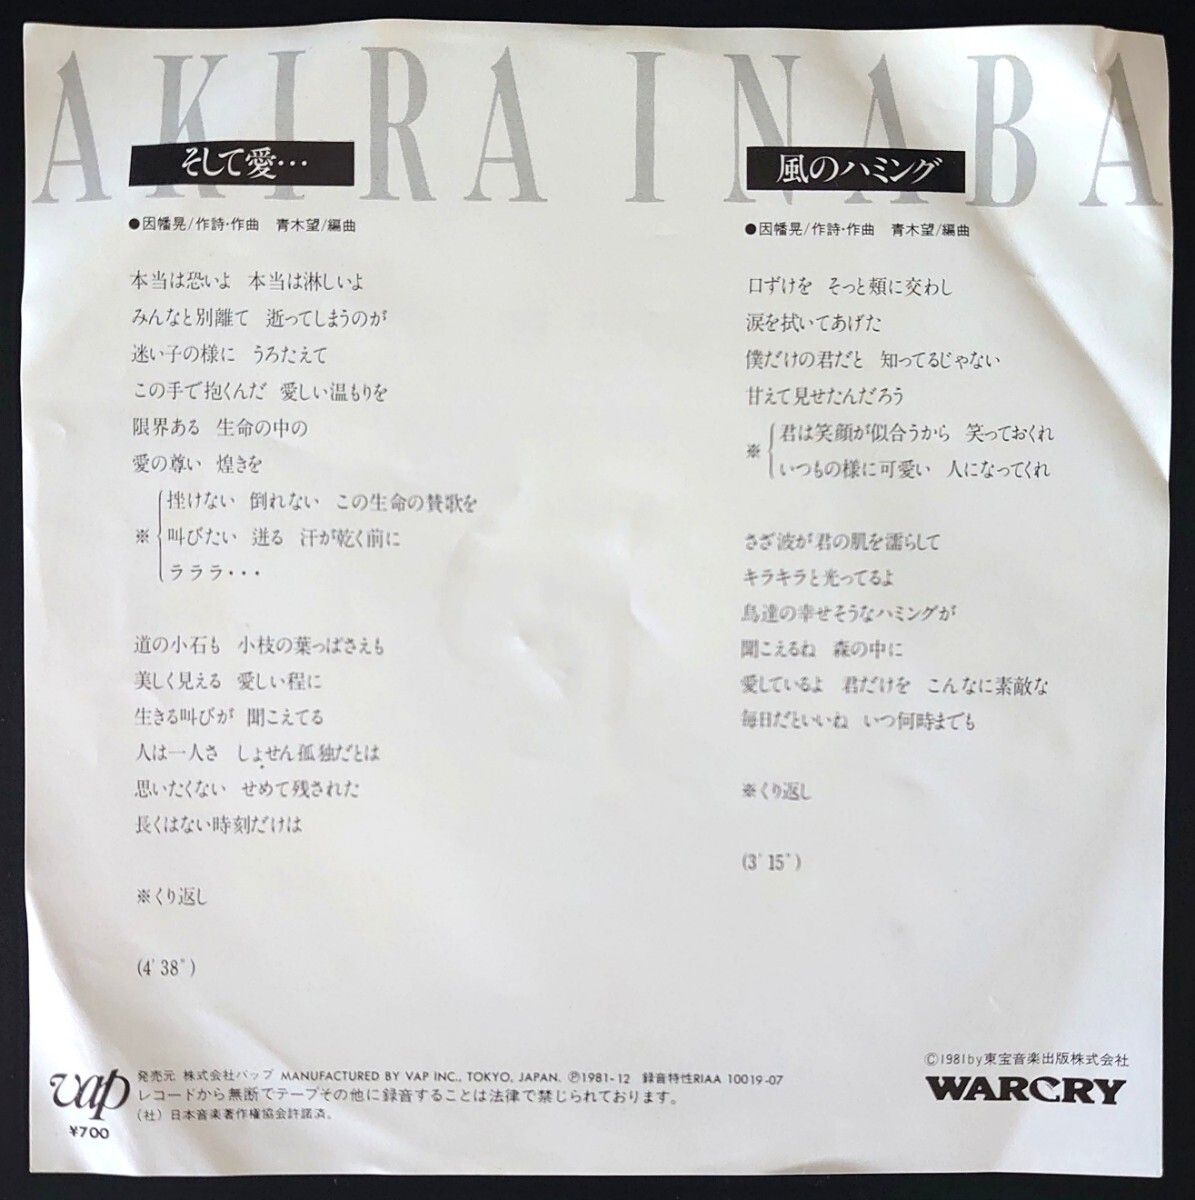 AKIRA INABA
そして愛…
●因幡晃/作詩・作曲 青木望/編曲
本当は恐いよ 本当は淋しいよ
みんなと別離て 逝ってしまうのが
迷い子の様に うろたえて
この手で抱くんだ 愛しい温もりを
限界ある 生命の中の
愛の尊い 煌きを
※ 挫けない 倒れない この生命の賛歌を
叫びたい 迸る 汗が乾く前に
ラララ・・・
道の小石も 小枝の葉っぱさえも
美しく見える 愛しい程に
生きる叫びが 聞こえてる
人は一人さ しょせん孤独だとは
思いたくない せめて残された
長くはない時刻だけは
※くり返し
(4'38")
風のハミング
●因幡晃/作詩・作曲 青木望/編曲
口ずけを そっと頬に交わし
涙を拭いてあげた
僕だけの君だと 知ってるじゃない
甘えて見せたんだろう
※ 君は笑顔が似合うから 笑っておくれ
いつもの様に可愛い 人になってくれ
さざ波が君の肌を濡らして
キラキラと光ってるよ
鳥達の幸せそうなハミングが
聞こえるね 森の中に
愛しているよ 君だけを こんなに素敵な
毎日だといいね いつ何時までも
※くり返し
(3'15")
vap
¥700
発売元 株式会社バップ MANUFACTURED BY VAP INC., TOKYO, JAPAN. Ⓟ1981-12 録音特性RIAA 10019-07
レコードから無断でテープその他に録音することは法律で禁じられております。
(社)日本音楽著作権協会許諾済。
©1981 by 東宝音楽出版株式会社
WARCRY